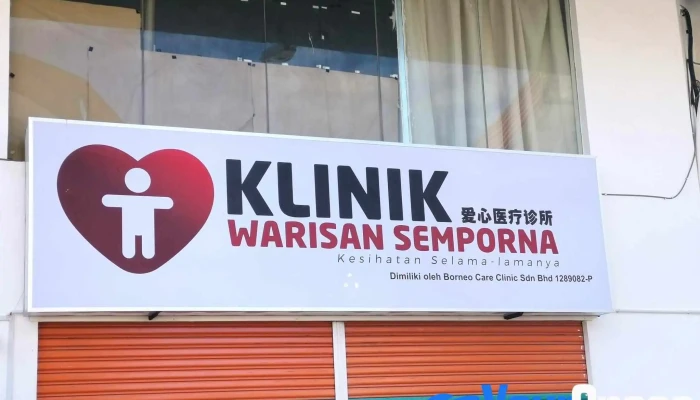 KLINIK
爱心医疗诊所
WARISAN SEMPORNA
Kesihatan Selama-lamanya
Dimiliki oleh Borneo Care Clinic Sdn Bhd 1289082-P